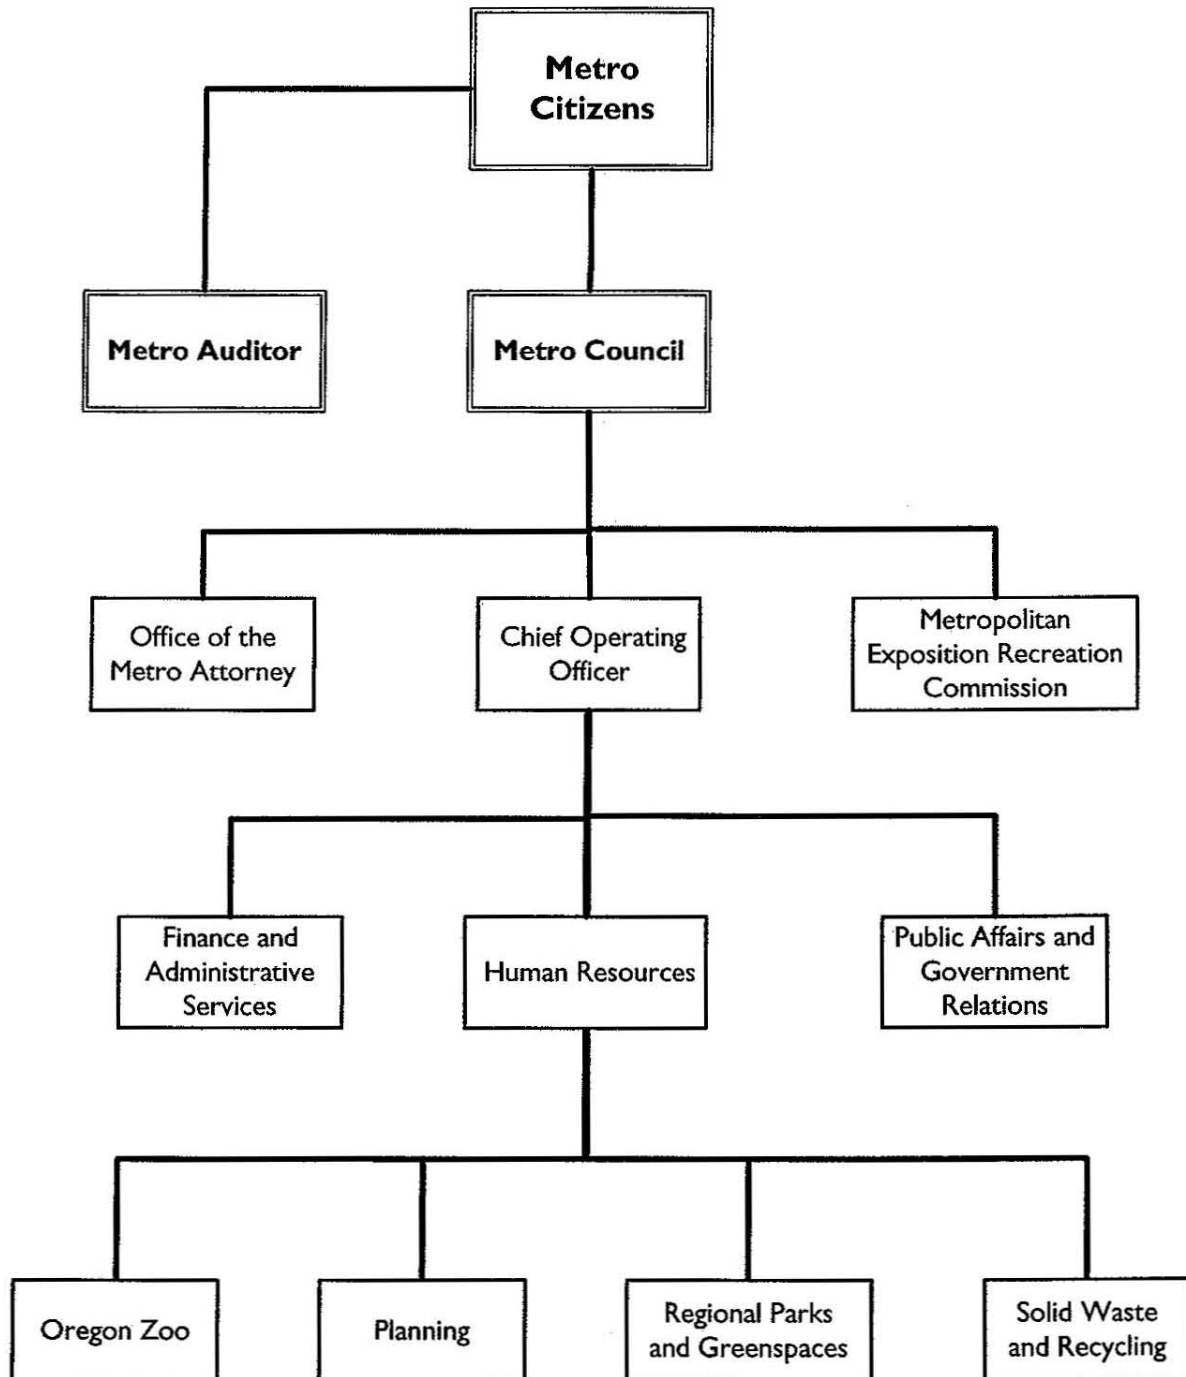 Metro
Citizens
Metro Auditor
Metro Council
Office of the
Metro Attorney
Chief Operating
Officer
Metropolitan
Exposition Recreation
Commission
Finance and
Administrative
Services
Human Resources
Public Affairs and
Government
Relations
Oregon Zoo
Planning
Regional Parks
and Greenspaces
Solid Waste
and Recycling